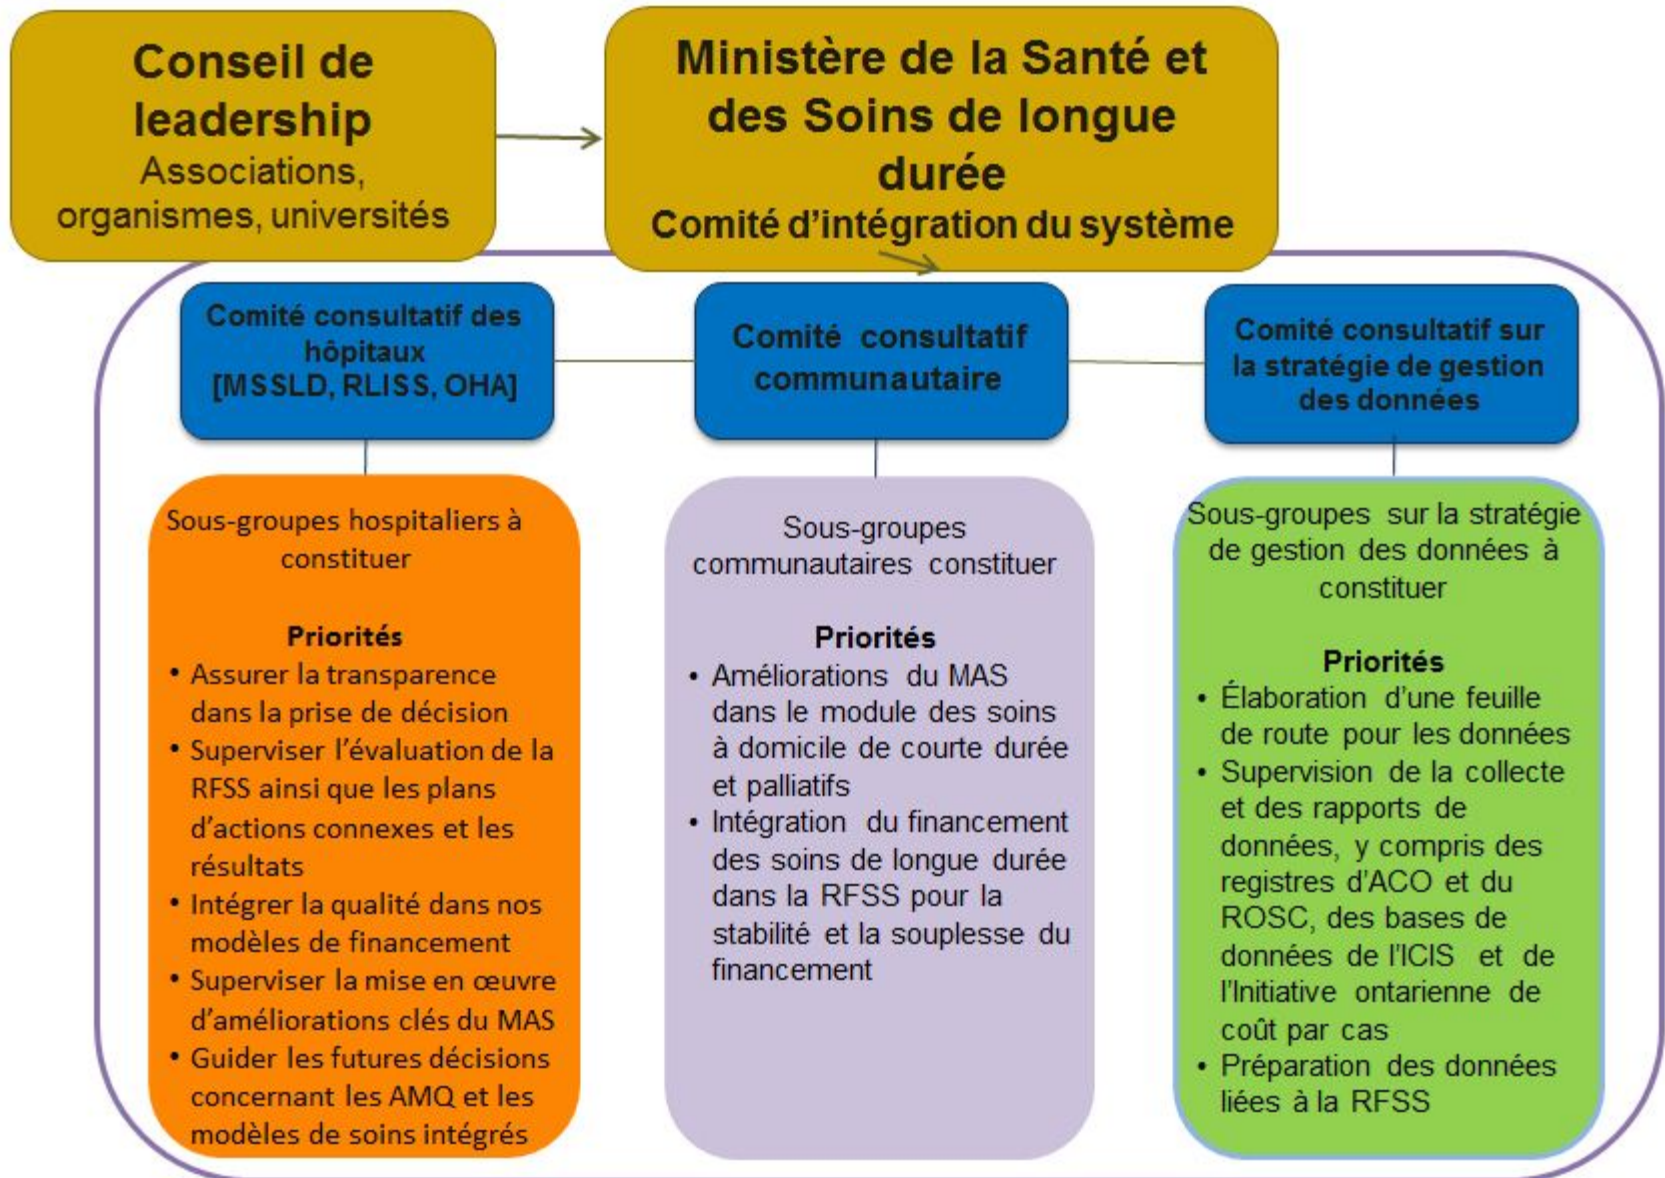 Conseil de
leadership
Associations,
organismes, universités
Ministère de la Santé et
des Soins de longue
durée
Comité d'intégration du système
Comité consultatif des
hôpitaux
[MSSLD, RLISS, OHA]
Comité consultatif
communautaire
Comité consultatif sur
la stratégie de gestion
des données
Sous-groupes hospitaliers à
constituer
Priorités
• Assurer la transparence
dans la prise de décision
• Superviser l'évaluation de la
RFSS ainsi que les plans
d'actions connexes et les
résultats
• Intégrer la qualité dans nos
modèles de financement
• Superviser la mise en œuvre
d'améliorations clés du MAS
• Guider les futures décisions
concernant les AMQ et les
modèles de soins intégrés
Sous-groupes
communautaires constituer
Priorités
• Améliorations du MAS
dans le module des soins
à domicile de courte durée
et palliatifs
• Intégration du financement
des soins de longue durée
dans la RFSS pour la
stabilité et la souplesse du
financement
Sous-groupes sur la stratégie
de gestion des données à
constituer
Priorités
• Élaboration d'une feuille
de route pour les données
• Supervision de la collecte
et des rapports de
données, y compris des
registres d'ACO et du
ROSC, des bases de
données de l'ICIS et de
l'Initiative ontarienne de
coût par cas
• Préparation des données
liées à la RFSS